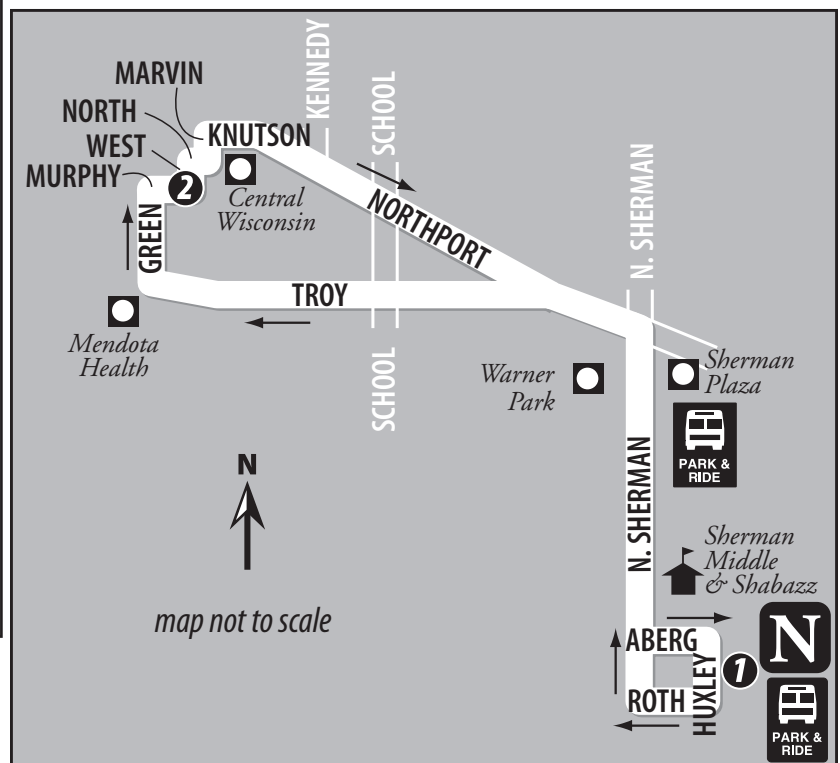 MARVIN
NORTH
WEST
MURPHY
KNUTSON
KENNEDY
SCHOOL
2
Central
Wisconsin
GREEN
NORTHPORT
N. SHERMAN
TROY
Mendota
Health
SCHOOL
Warner
Park
Sherman
Plaza
PARK &
RIDE
N
N. SHERMAN
Sherman
Middle
& Shabazz
map not to scale
ABERG
HUXLEY
1
N
ROTH
PARK &
RIDE